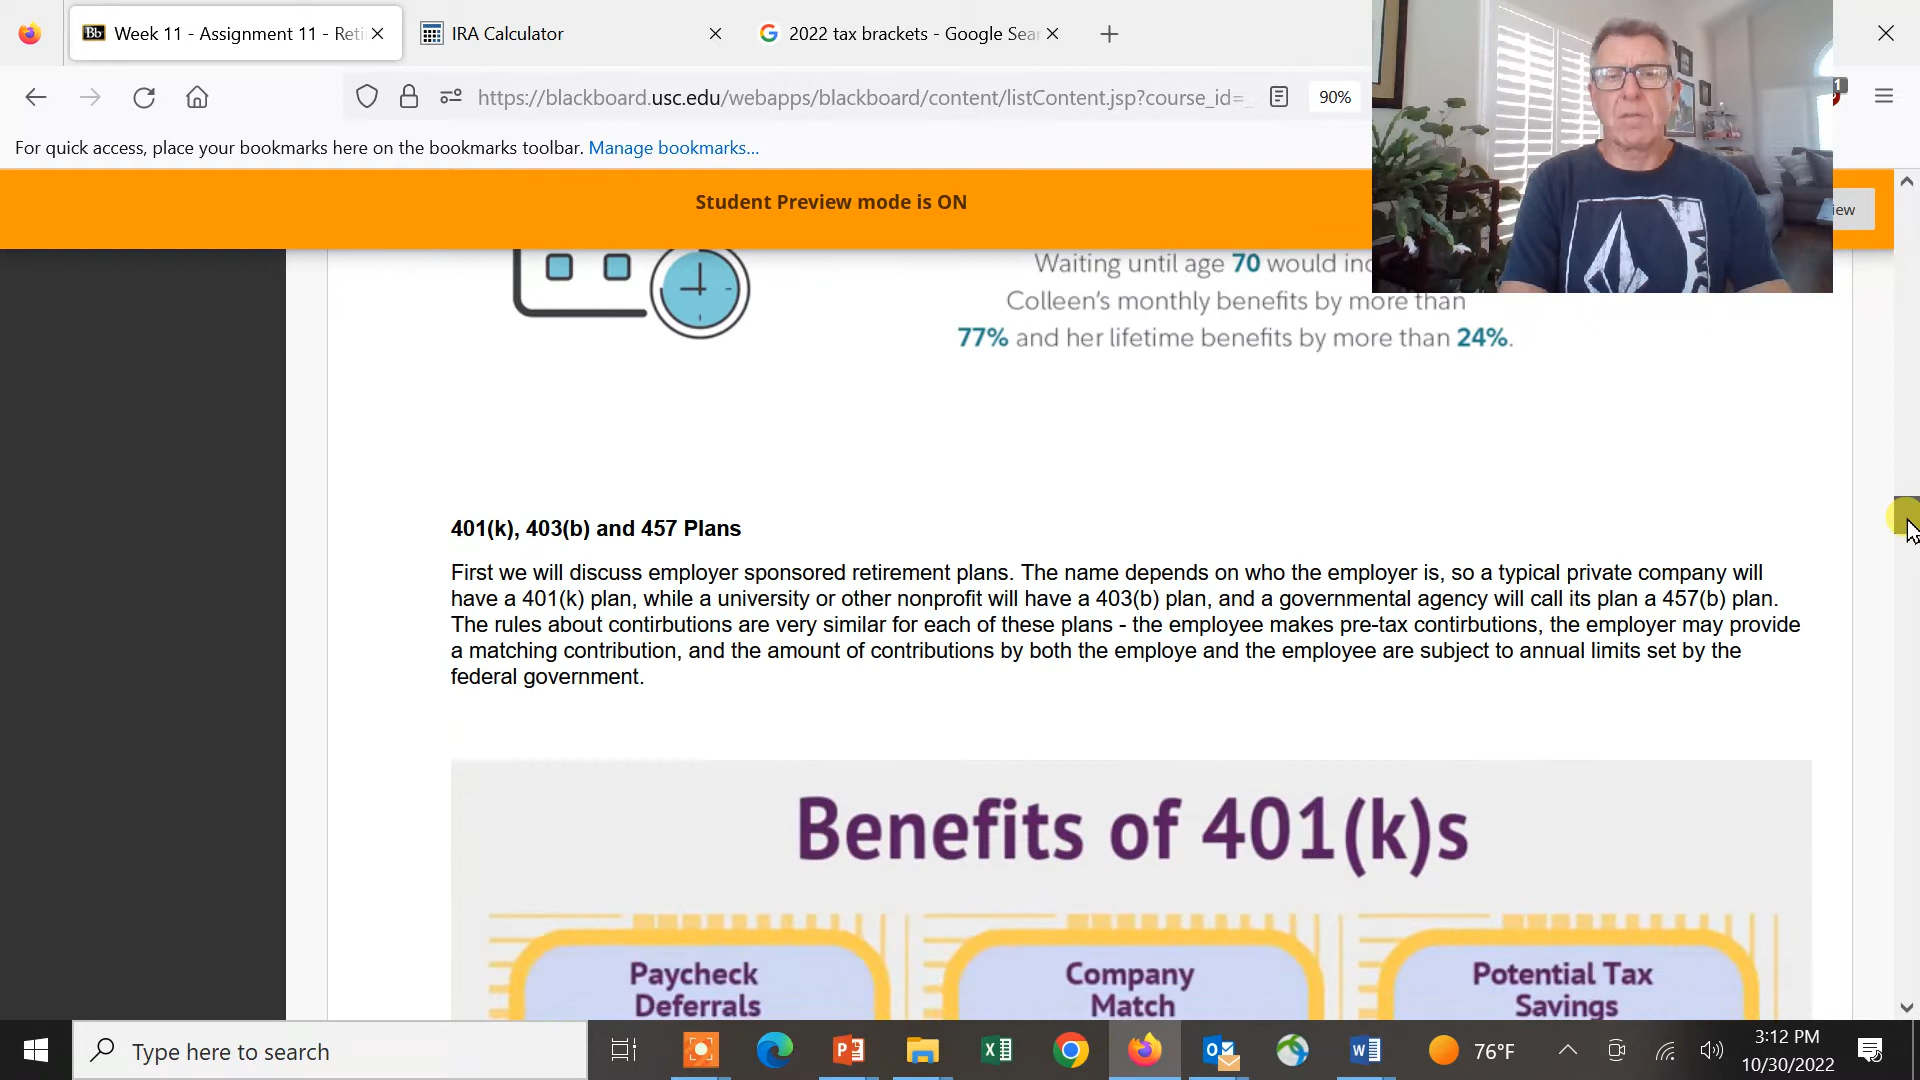 Bb Week 11 - Assignment 11 - Reti
IRA Calculator
2022 tax brackets - Google Sear
https://blackboard.usc.edu/webapps/blackboard/content/listContent.jsp?course_id=_
90%
1
For quick access, place your bookmarks here on the bookmarks toolbar. Manage bookmarks...
Student Preview mode is ON
iew
Waiting until age 70 would inc
Colleen's monthly benefits by more than
77% and her lifetime benefits by more than 24%.
401(k), 403(b) and 457 Plans
First we will discuss employer sponsored retirement plans. The name depends on who the employer is, so a typical private company will
have a 401(k) plan, while a university or other nonprofit will have a 403(b) plan, and a governmental agency will call its plan a 457(b) plan.
The rules about contirbutions are very similar for each of these plans - the employee makes pre-tax contirbutions, the employer may provide
a matching contribution, and the amount of contributions by both the employe and the employee are subject to annual limits set by the
federal government.
Benefits of 401(k)s
Paycheck
Deferrals
Company
Match
Potential Tax
Savings
Type here to search
76°F
3:12 PM
10/30/2022